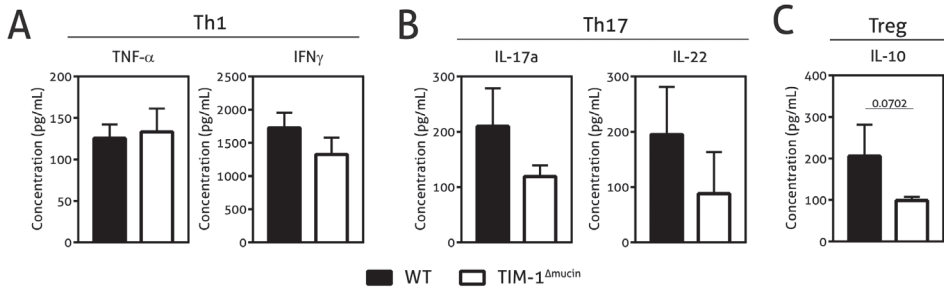 A
Th1
TNF-α
Concentration (pg/mL)
200
150
100
50
0
IFNγ
Concentration (pg/mL)
2500
2000
1500
1000
500
0
B
Th17
IL-17a
Concentration (pg/mL)
300
200
100
0
IL-22
Concentration (pg/mL)
300
200
100
0
C
Treg
IL-10
Concentration (pg/mL)
400
300
200
100
0
0.0702
WT
TIM-1Δmucin